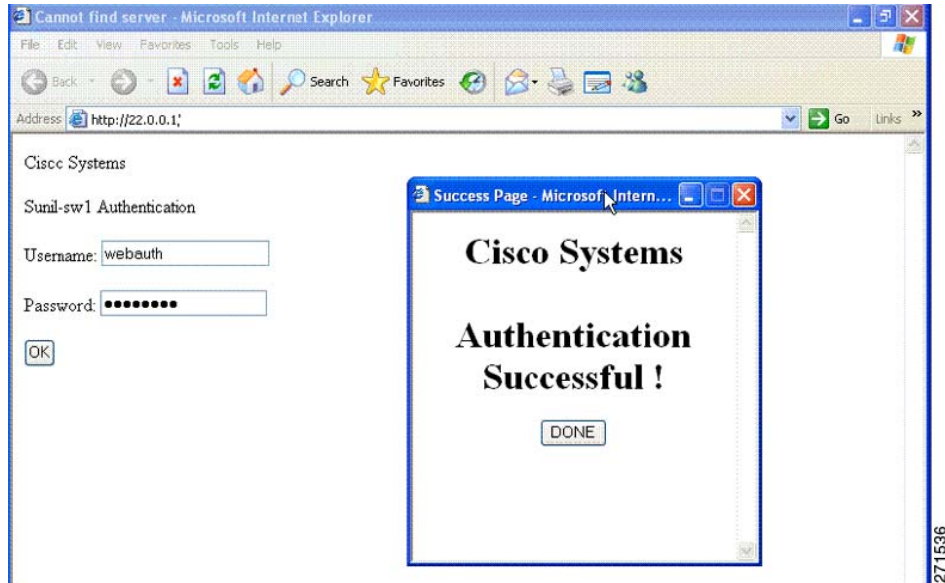 Cannot find server - Microsoft Internet Explorer
File Edit View Favorites Tools Help
Back Search Favorites
Address http://22.0.0.1/ Go Links »
Cisco Systems
Sunil-sw1 Authentication
Username: webauth
Password: ●●●●●●●●
OK
Success Page - Microsoft Intern...
Cisco Systems
Authentication
Successful !
DONE
271536